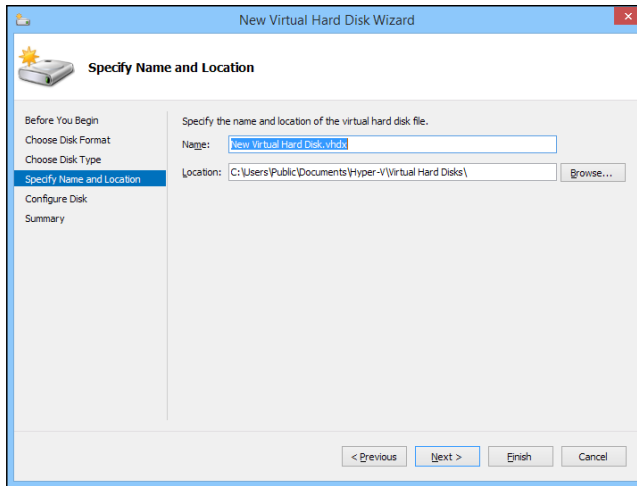 New Virtual Hard Disk Wizard
Specify Name and Location
Before You Begin
Choose Disk Format
Choose Disk Type
Specify Name and Location
Configure Disk
Summary
Specify the name and location of the virtual hard disk file.
Name: New Virtual Hard Disk.vhdx
Location: C:\Users\Public\Documents\Hyper-V\Virtual Hard Disks\ Browse...
< Previous Next > Finish Cancel